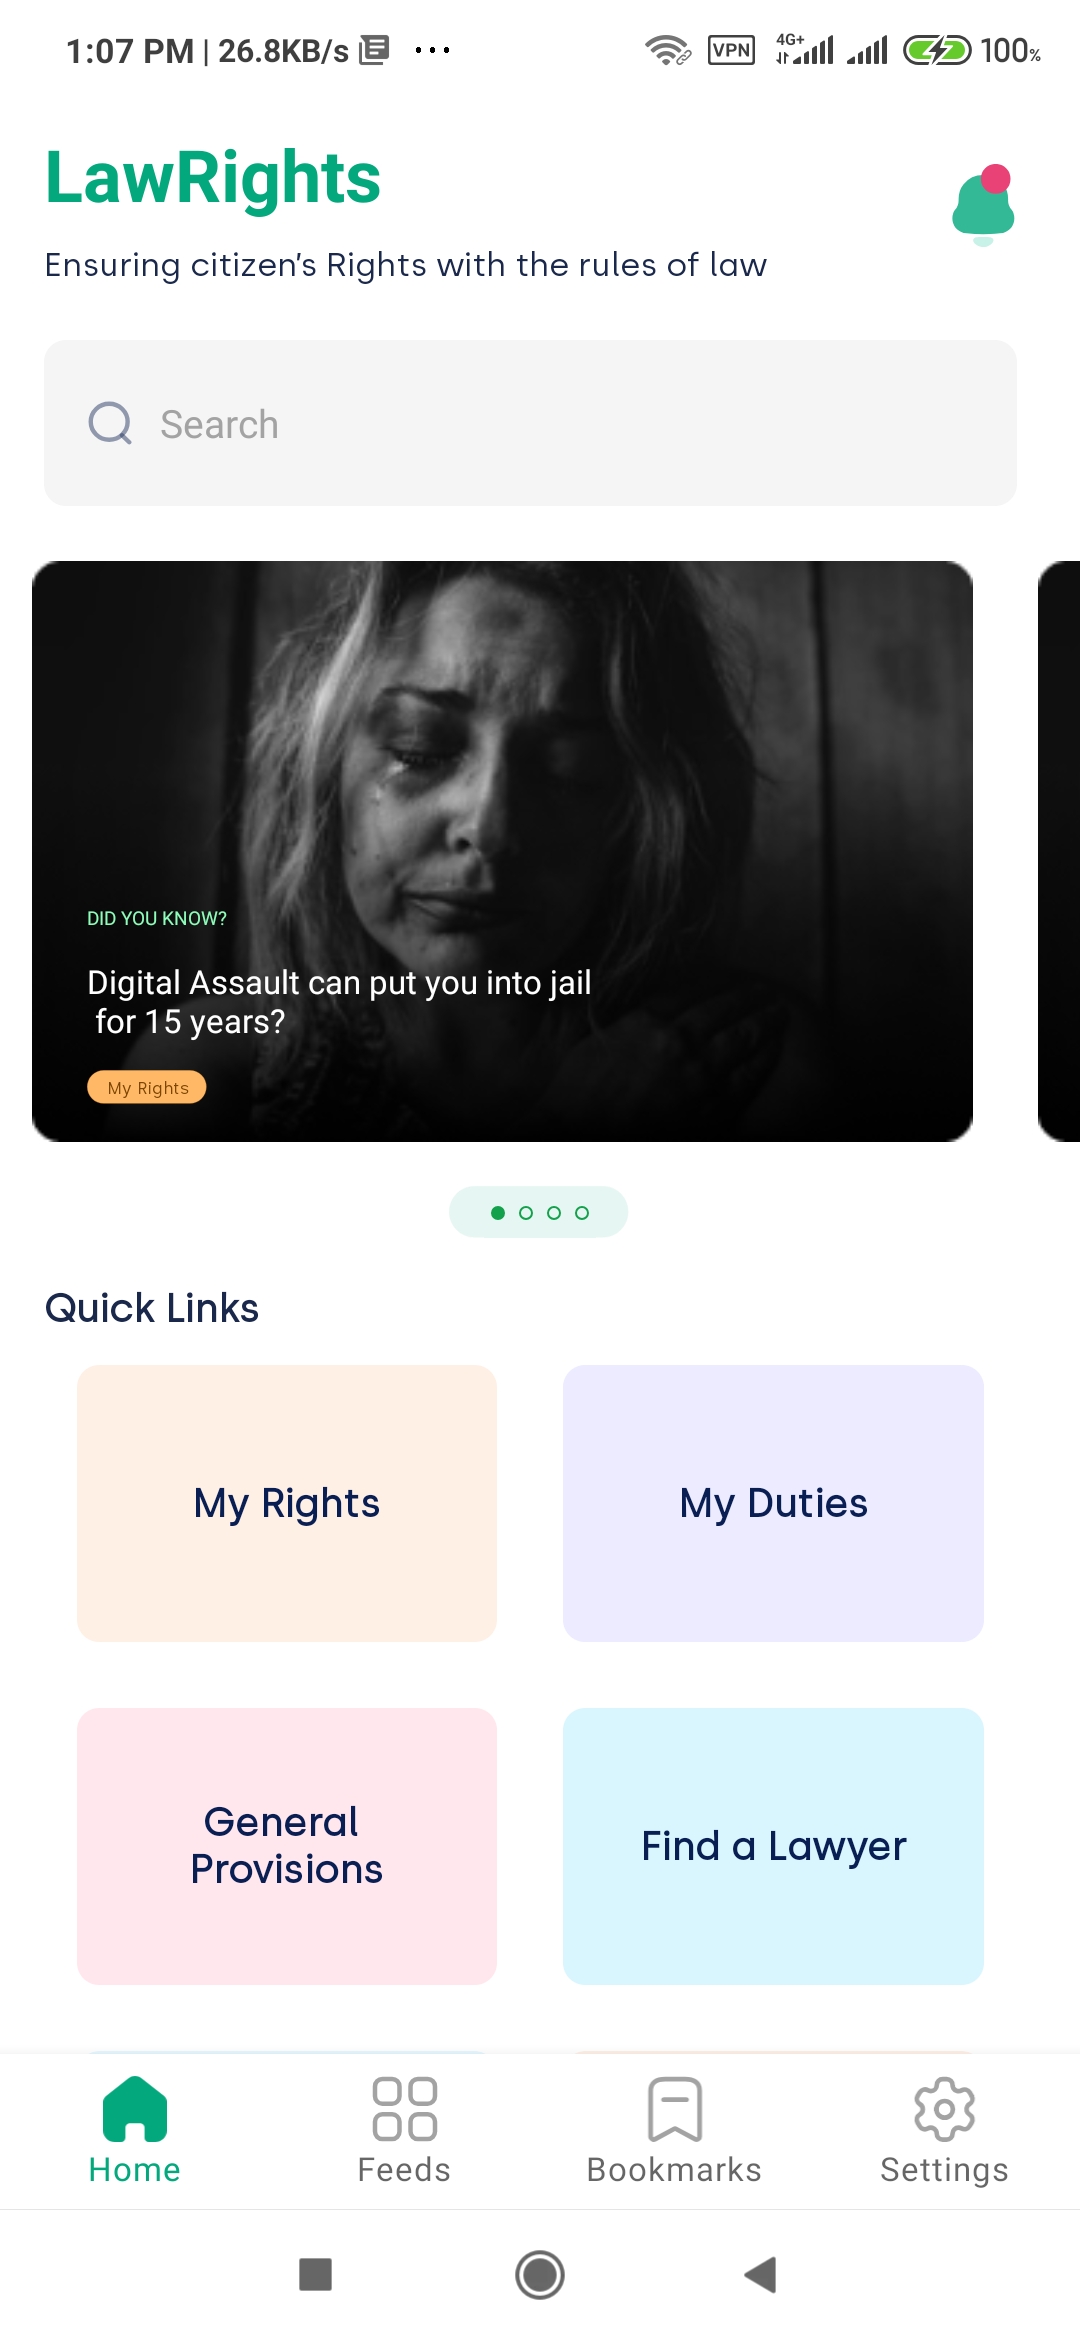 1:07 PM | 26.8KB/s ... VPN 4G+ 100%
LawRights
Ensuring citizen's Rights with the rules of law
Search
DID YOU KNOW?
Digital Assault can put you into jail
for 15 years?
My Rights
Quick Links
My Rights My Duties
General
Provisions
Find a Lawyer
Home Feeds Bookmarks Settings